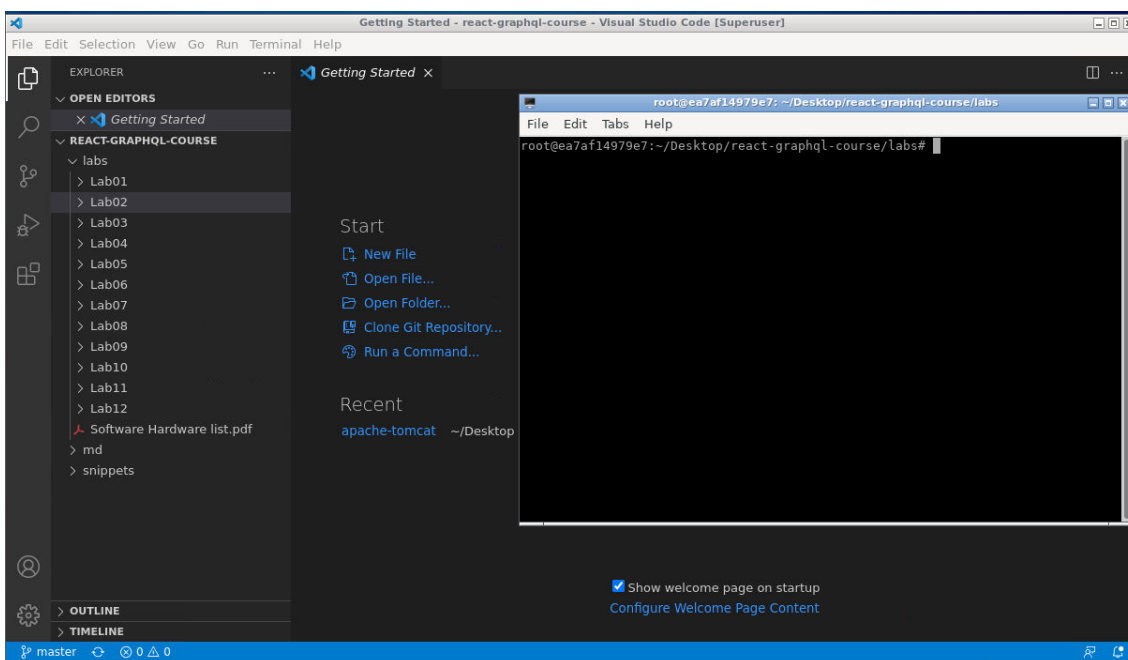 Getting Started - react-graphql-course - Visual Studio Code [Superuser]
File Edit Selection View Go Run Terminal Help
EXPLORER
Getting Started
OPEN EDITORS
Getting Started
REACT-GRAPHQL-COURSE
labs
Lab01
Lab02
Lab03
Lab04
Lab05
Lab06
Lab07
Lab08
Lab09
Lab10
Lab11
Lab12
Software Hardware list.pdf
md
snippets
OUTLINE
TIMELINE
Start
New File
Open File...
Open Folder...
Clone Git Repository...
Run a Command...
Recent
apache-tomcat ~/Desktop
root@ea7af14979e7: ~/Desktop/react-graphql-course/labs
File Edit Tabs Help
root@ea7af14979e7:~/Desktop/react-graphql-course/labs#
Show welcome page on startup
Configure Welcome Page Content
master 0 0